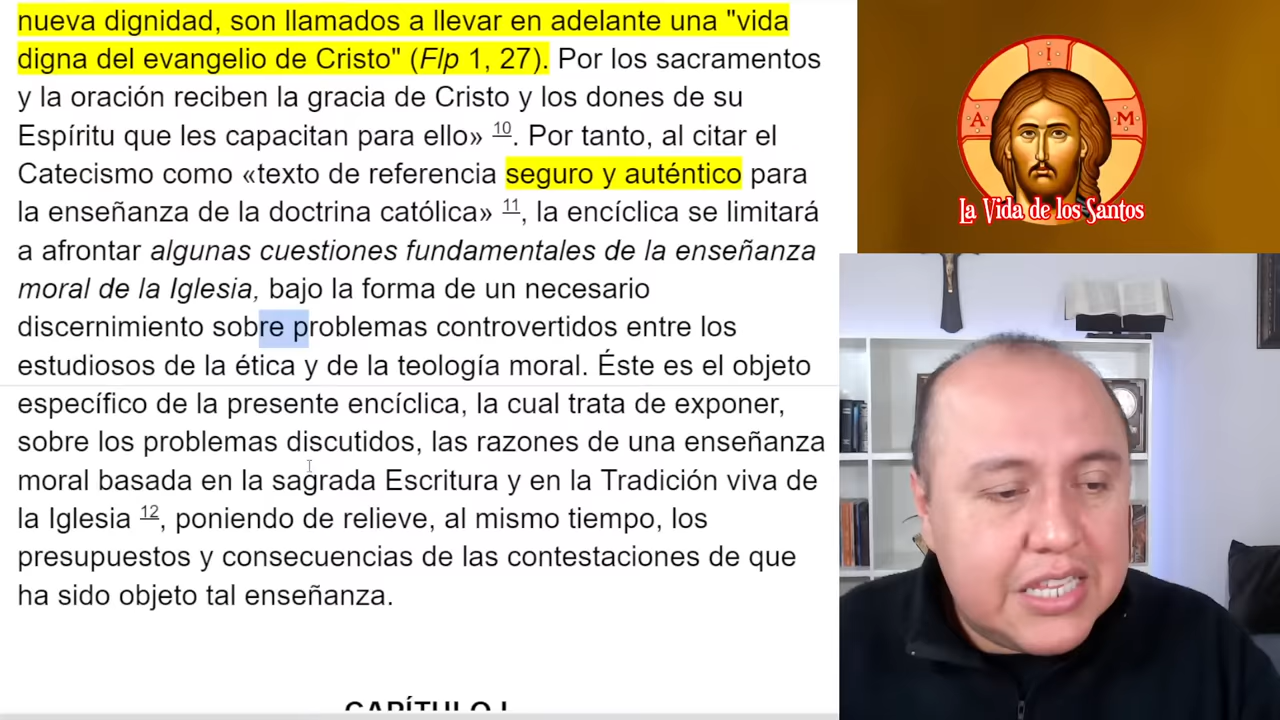 nueva dignidad, son llamados a llevar en adelante una "vida
digna del evangelio de Cristo" (Flp 1, 27). Por los sacramentos
y la oración reciben la gracia de Cristo y los dones de su
Espíritu que les capacitan para ello» 10. Por tanto, al citar el
Catecismo como «texto de referencia seguro y auténtico para
la enseñanza de la doctrina católica» 11, la encíclica se limitará
a afrontar algunas cuestiones fundamentales de la enseñanza
moral de la Iglesia, bajo la forma de un necesario
discernimiento sobre problemas controvertidos entre los
estudiosos de la ética y de la teología moral. Éste es el objeto
específico de la presente encíclica, la cual trata de exponer,
sobre los problemas discutidos, las razones de una enseñanza
moral basada en la sagrada Escritura y en la Tradición viva de
la Iglesia 12, poniendo de relieve, al mismo tiempo, los
presupuestos y consecuencias de las contestaciones de que
ha sido objeto tal enseñanza.
CAPÍTULO I
I
A M
La Vida de los Santos